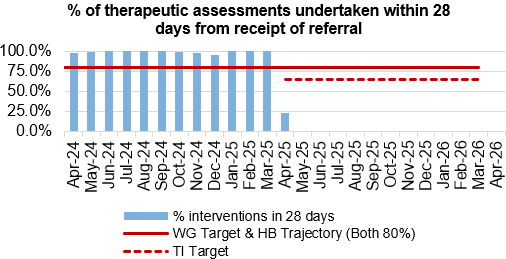 % of therapeutic assessments undertaken within 28
days from receipt of referral
100.0%
75.0%
50.0%
25.0%
0.0%
Apr-24
May-24
Jun-24
Jul-24
Aug-24
Sep-24
Oct-24
Nov-24
Dec-24
Jan-25
Feb-25
Mar-25
Apr-25
May-25
Jun-25
Jul-25
Aug-25
Sep-25
Oct-25
Nov-25
Dec-25
Jan-26
Feb-26
Mar-26
Apr-26
% interventions in 28 days
WG Target & HB Trajectory (Both 80%)
TI Target